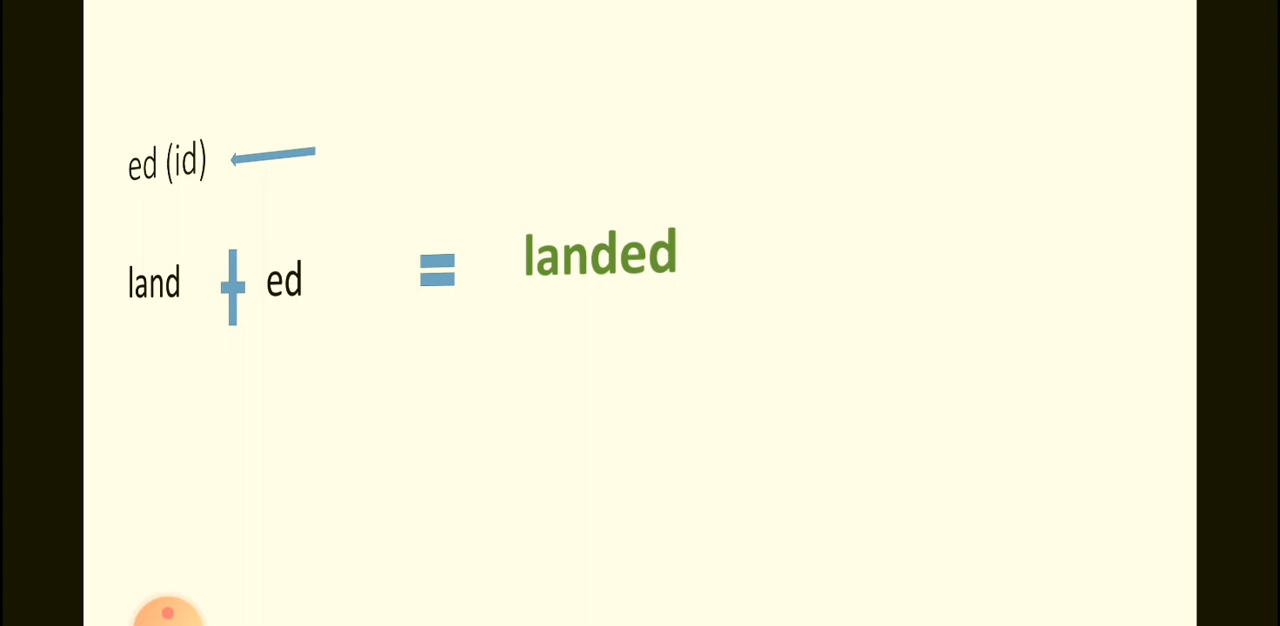 ed (id)
land + ed = landed